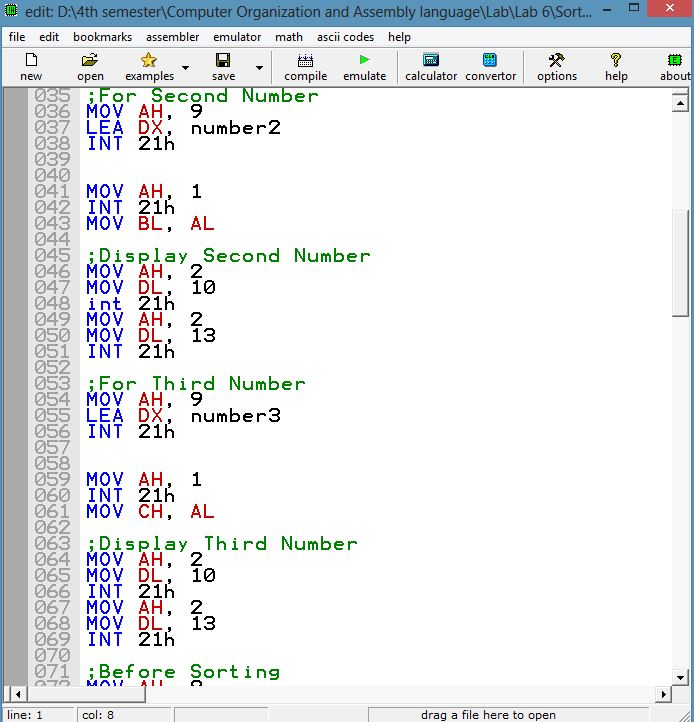 edit: D:\4th semester\Computer Organization and Assembly language\Lab\Lab 6\Sort...
file edit bookmarks assembler emulator math ascii codes help
new open examples save compile emulate calculator convertor options help about
035 ;For Second Number
036 MOV AH, 9
037 LEA DX, number2
038 INT 21h
039
040
041 MOV AH, 1
042 INT 21h
043 MOV BL, AL
044
045 ;Display Second Number
046 MOV AH, 2
047 MOV DL, 10
048 int 21h
049 MOV AH, 2
050 MOV DL, 13
051 INT 21h
052
053 ;For Third Number
054 MOV AH, 9
055 LEA DX, number3
056 INT 21h
057
058
059 MOV AH, 1
060 INT 21h
061 MOV CH, AL
062
063 ;Display Third Number
064 MOV AH, 2
065 MOV DL, 10
066 INT 21h
067 MOV AH, 2
068 MOV DL, 13
069 INT 21h
070
071 ;Before Sorting
072 MOV AH, 9
line: 1 col: 8 drag a file here to open